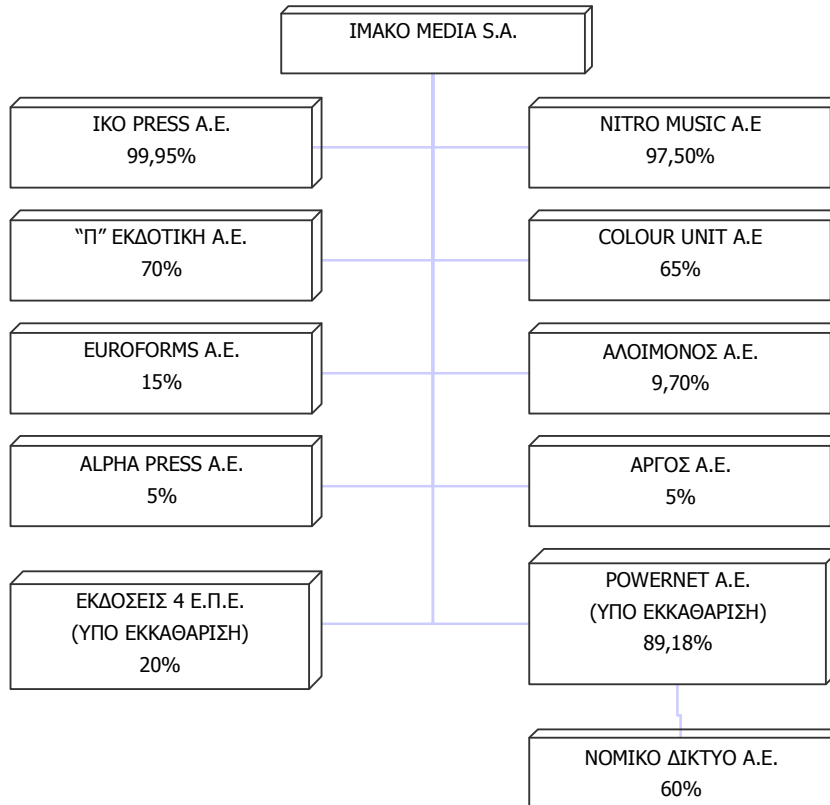 IMAKO MEDIA S.A.
IKO PRESS A.E.
99,95%
NITRO MUSIC A.E
97,50%
“Π” ΕΚΔΟΤΙΚΗ Α.Ε.
70%
COLOUR UNIT A.E
65%
EUROFORMS A.E.
15%
ΑΛΟΙΜΟΝΟΣ Α.Ε.
9,70%
ALPHA PRESS A.E.
5%
ΑΡΓΟΣ Α.Ε.
5%
ΕΚΔΟΣΕΙΣ 4 Ε.Π.Ε.
(ΥΠΟ ΕΚΚΑΘΑΡΙΣΗ)
20%
POWERNET A.E.
(ΥΠΟ ΕΚΚΑΘΑΡΙΣΗ)
89,18%
ΝΟΜΙΚΟ ΔΙΚΤΥΟ Α.Ε.
60%